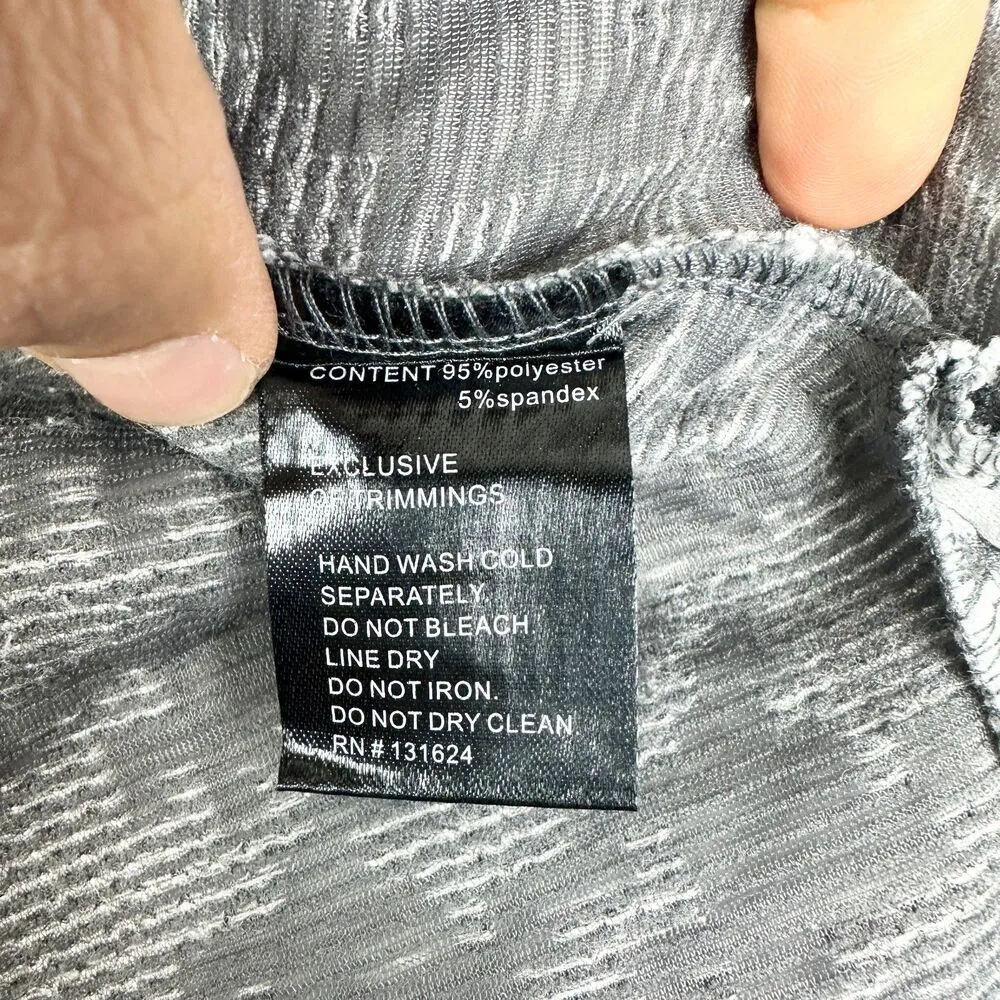 CONTENT 95%polyester
5%spandex
EXCLUSIVE
OF TRIMMINGS
HAND WASH COLD
SEPARATELY.
DO NOT BLEACH.
LINE DRY
DO NOT IRON.
DO NOT DRY CLEAN
RN # 131624